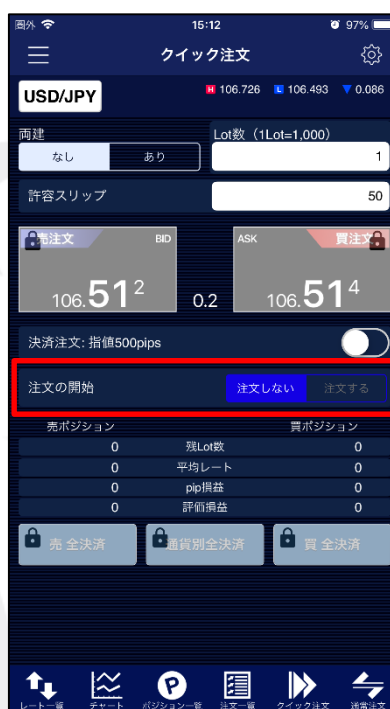 圏外 15:12 97%
クイック注文
USD/JPY H 106.726 L 106.493 ▼ 0.086
両建 Lot数（1Lot=1,000）
なし あり 1
許容スリップ 50
売注文 BID ASK 買注文
106.512 0.2 106.514
決済注文: 指値500pips
注文の開始 注文しない 注文する
売ポジション 買ポジション
0 残Lot数 0
0 平均レート 0
0 pip損益 0
0 評価損益 0
売 全決済 通貨別全決済 買 全決済
レート一覧 チャート ポジション一覧 注文一覧 クイック注文 通常注文